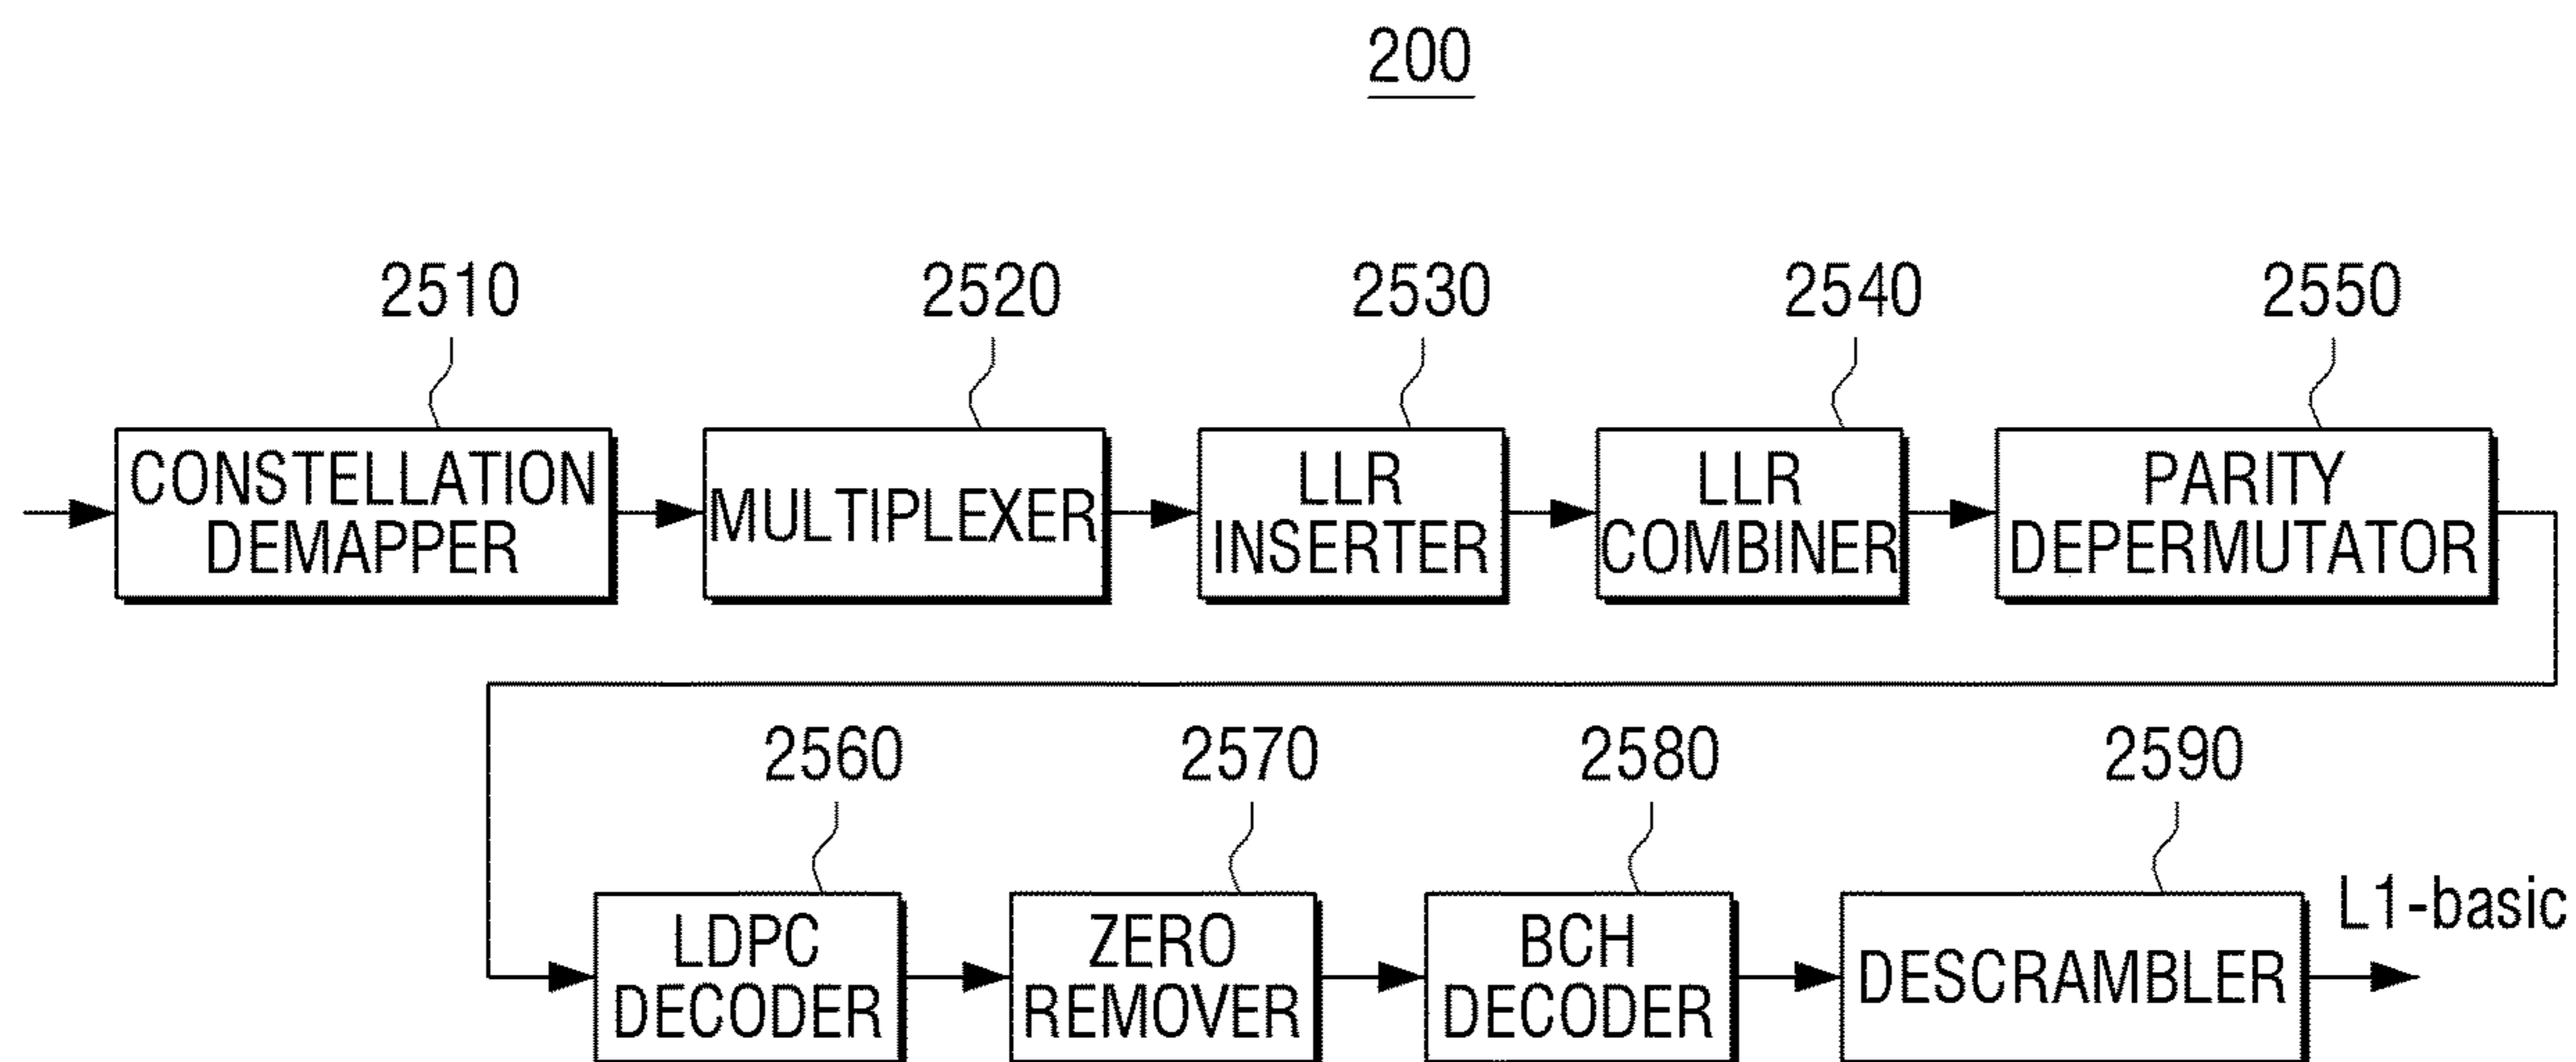 200
2510
2520
2530
2540
2550
CONSTELLATION
DEMAPPER
MULTIPLEXER
LLR
INSERTER
LLR
COMBINER
PARITY
DEPERMUTATOR
2560
2570
2580
2590
LDPC
DECODER
ZERO
REMOVER
BCH
DECODER
DESCRAMBLER
L1-basic